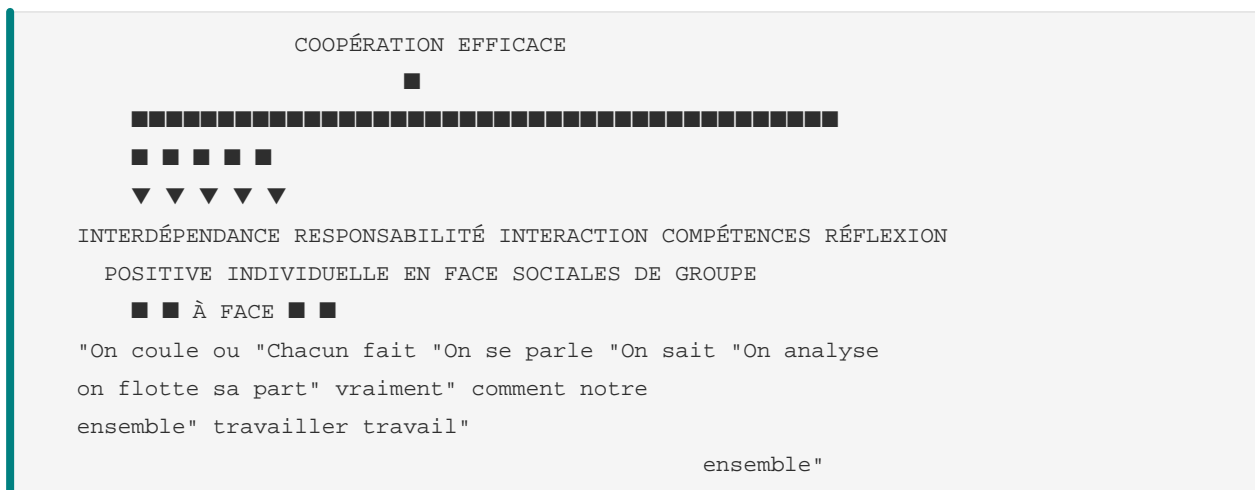 COOPÉRATION EFFICACE
■
■■■■■■■■■■■■■■■■■■■■■■■■■■■■■■■■■■■■■■■■■
■ ■ ■ ■ ■
▼ ▼ ▼ ▼ ▼
INTERDÉPENDANCE RESPONSABILITÉ INTERACTION COMPÉTENCES RÉFLEXION
POSITIVE INDIVIDUELLE EN FACE SOCIALES DE GROUPE
■ ■ À FACE ■ ■
"On coule ou "Chacun fait "On se parle "On sait "On analyse
on flotte sa part" vraiment" comment notre
ensemble" travailler travail"
ensemble"